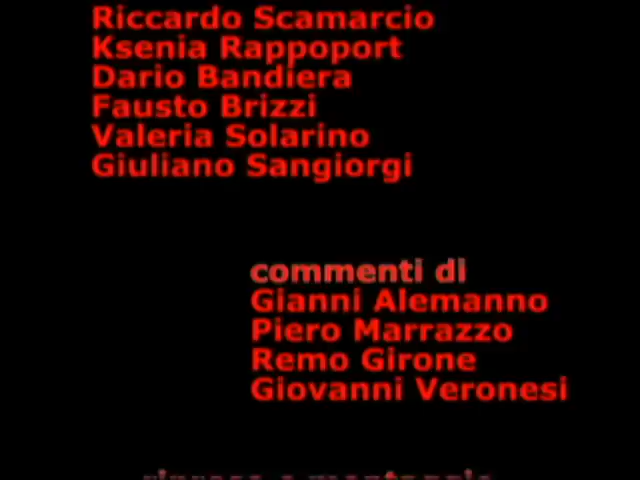 Riccardo Scamarcio
Ksenia Rappoport
Dario Bandiera
Fausto Brizzi
Valeria Solarino
Giuliano Sangiorgi
commenti di
Gianni Alemanno
Piero Marrazzo
Remo Girone
Giovanni Veronesi